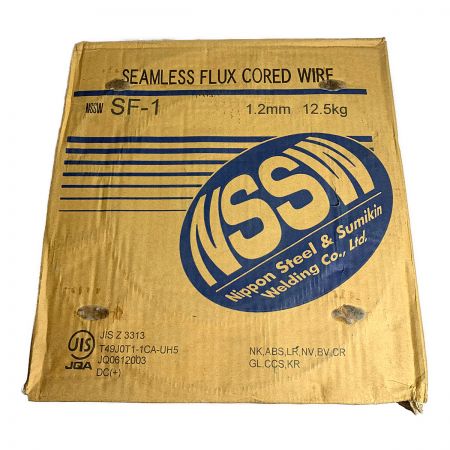 SEAMLESS FLUX CORED WIRE
NSSW SF-1 1.2mm 12.5kg
NSSW
Nippon Steel & Sumikin
Welding Co., Ltd.
JIS
JQA
JIS Z 3313
T49J0T1-1CA-UH5
JQ0612003
DC(+)
NK,ABS,LR,NV,BV,CR
GL,CCS,KR